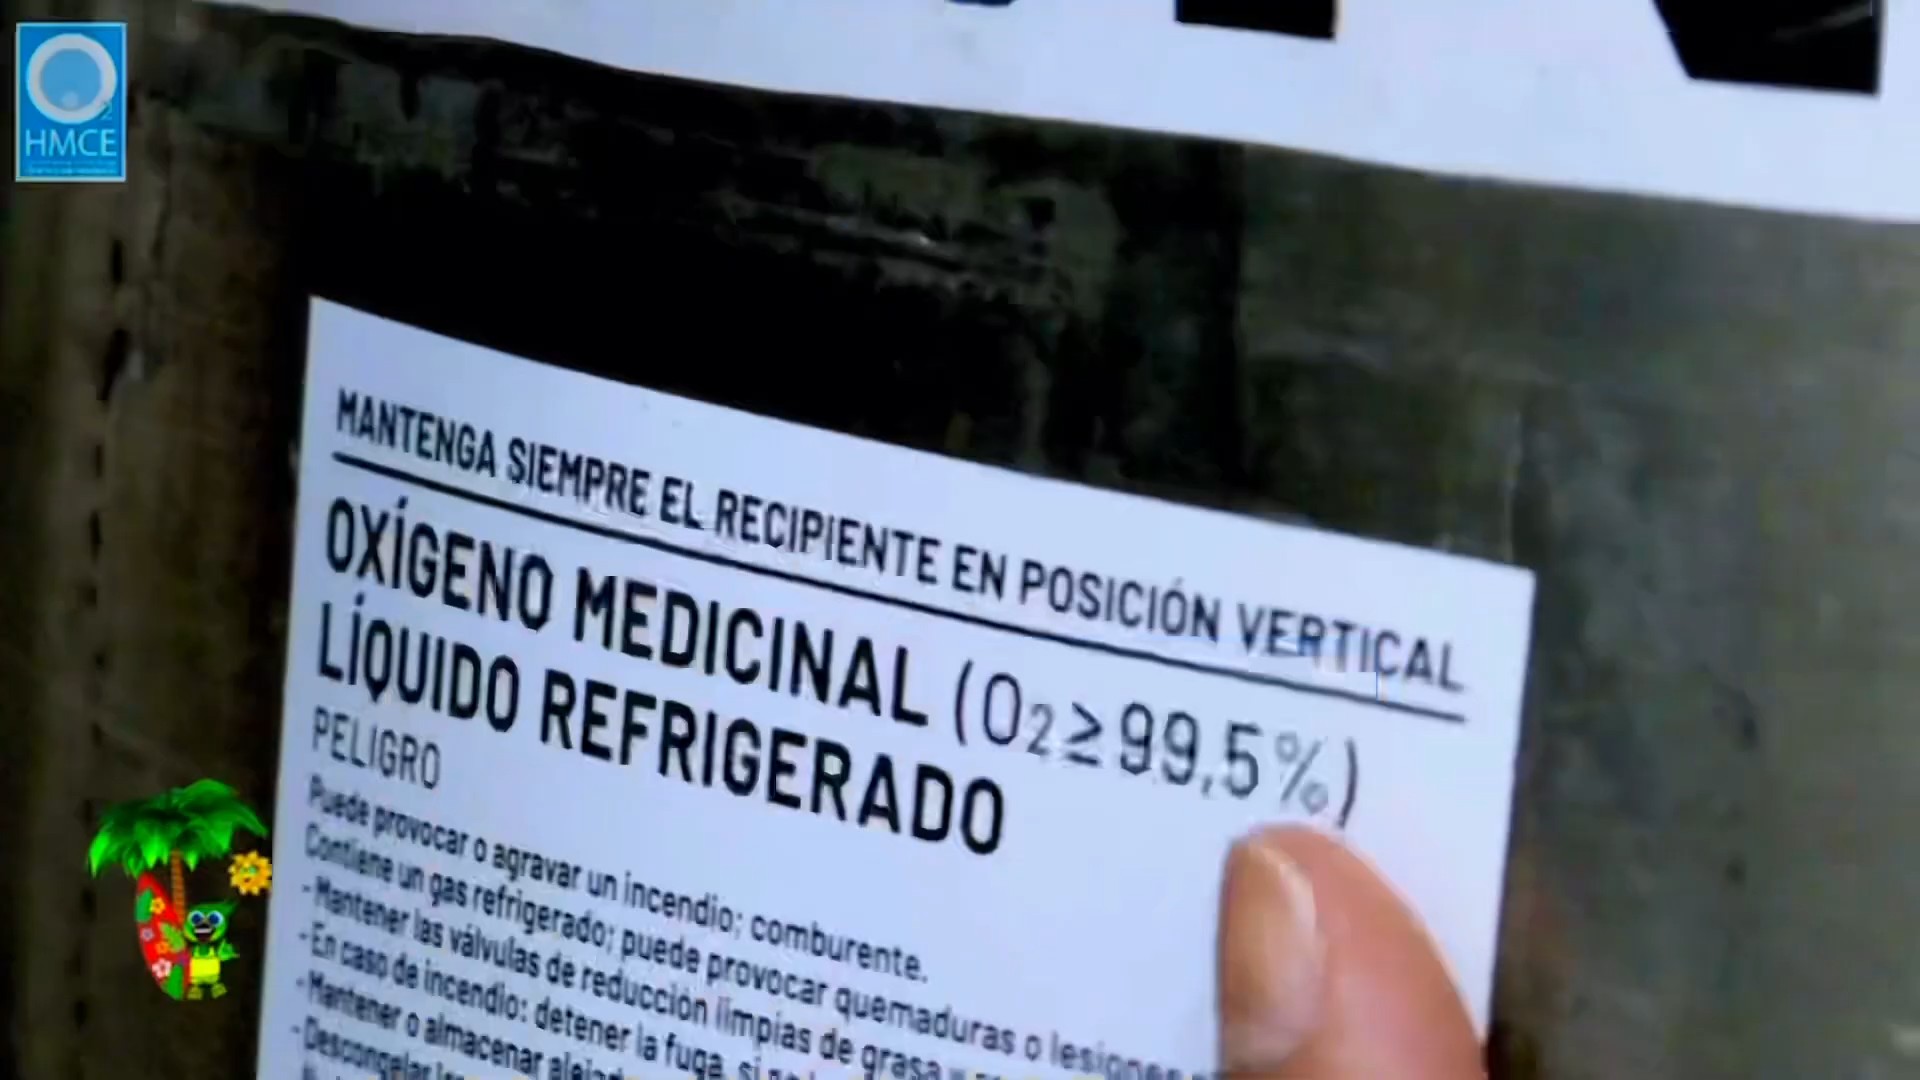 O2
HMCE
MANTENGA SIEMPRE EL RECIPIENTE EN POSICIÓN VERTICAL
OXÍGENO MEDICINAL (O₂≥99,5%)
LÍQUIDO REFRIGERADO
PELIGRO
Puede provocar o agravar un incendio; comburente.
Contiene un gas refrigerado; puede provocar quemaduras o lesiones
- Mantener las válvulas de reducción limpias de grasa
- En caso de incendio: detener la fuga, si
- Mantener o almacenar
- Descongelar